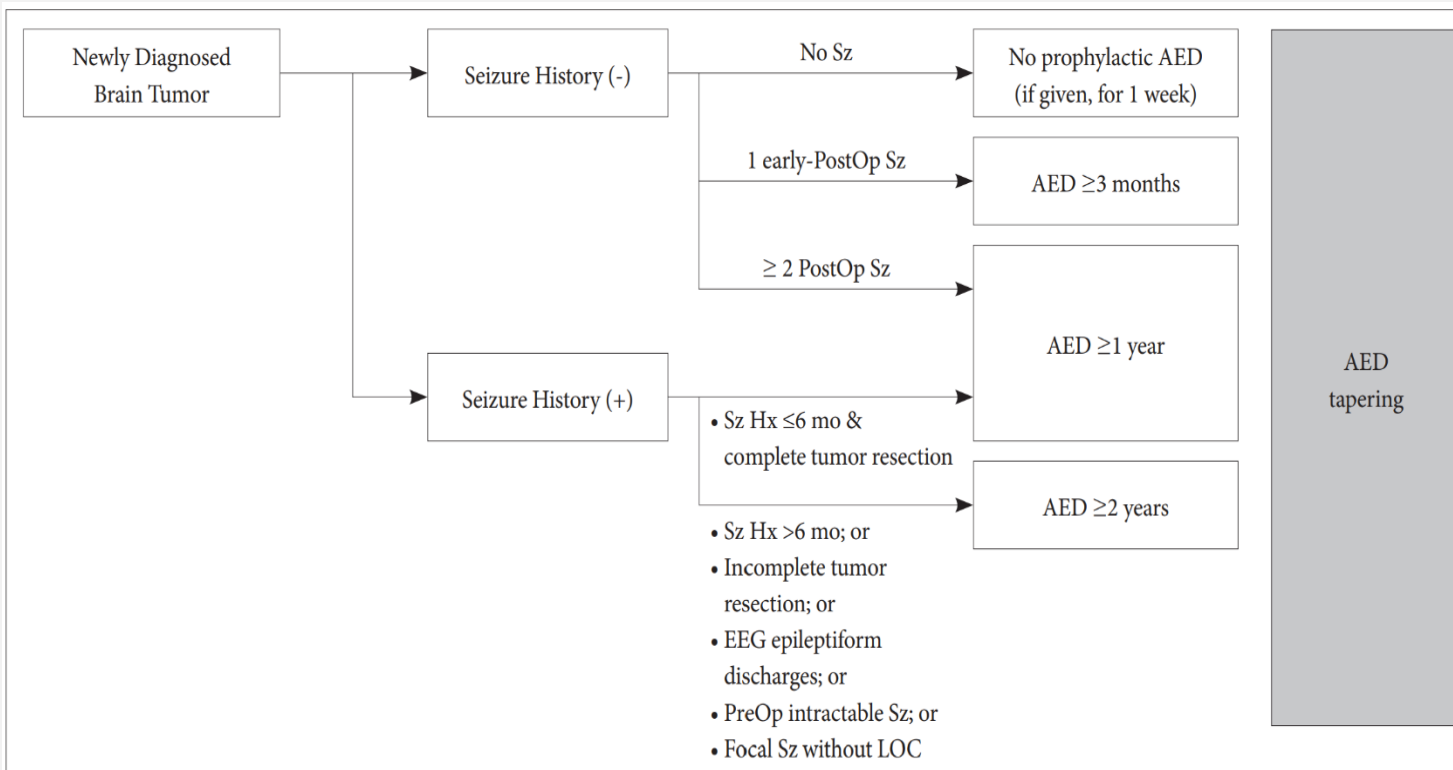 Newly Diagnosed
Brain Tumor
Seizure History (-)
No Sz
No prophylactic AED
(if given, for 1 week)
1 early-PostOp Sz
AED ≥3 months
≥ 2 PostOp Sz
AED ≥1 year
Seizure History (+)
• Sz Hx ≤6 mo &
complete tumor resection
AED ≥2 years
• Sz Hx >6 mo; or
• Incomplete tumor
resection; or
• EEG epileptiform
discharges; or
• PreOp intractable Sz; or
• Focal Sz without LOC
AED
tapering